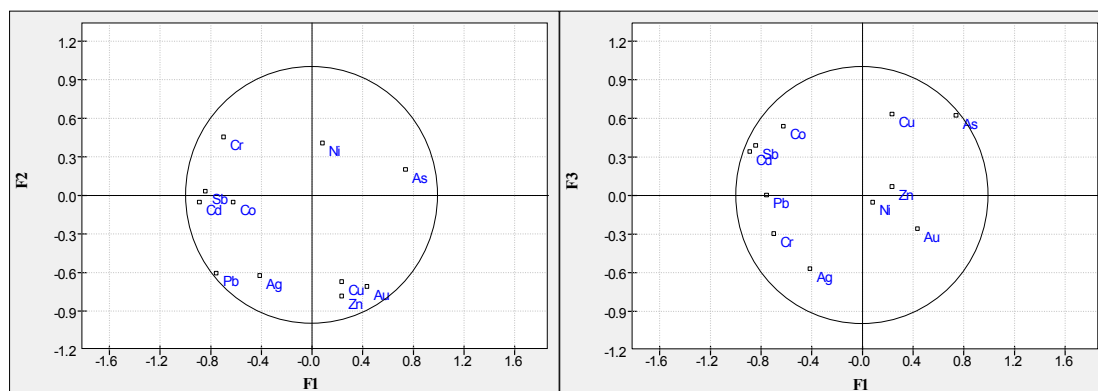 1.2
0.9
0.6
0.3
0.0
-0.3
-0.6
-0.9
-1.2
F2
Cr
Ni
As
Sb
Cd
Co
Pb
Ag
Cu
Zn
Au
-1.6
-1.2
-0.8
-0.4
-0.0
0.4
0.8
1.2
1.6
F1
1.2
0.9
0.6
0.3
0.0
-0.3
-0.6
-0.9
-1.2
F3
Cu
As
Co
Sb
Cd
Zn
Pb
Ni
Cr
Au
Ag
-1.6
-1.2
-0.8
-0.4
-0.0
0.4
0.8
1.2
1.6
F1